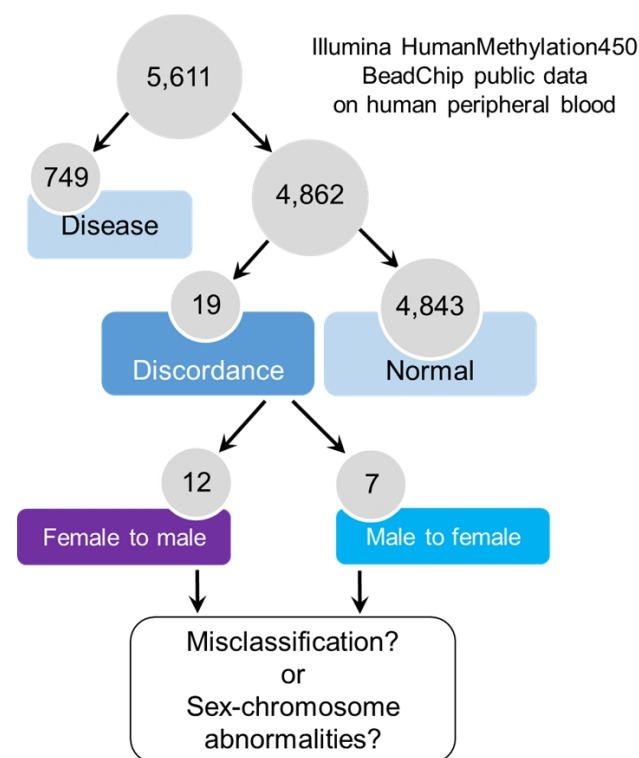 5,611
Illumina HumanMethylation450
BeadChip public data
on human peripheral blood
749
Disease
4,862
19
Discordance
4,843
Normal
12
Female to male
7
Male to female
Misclassification?
or
Sex-chromosome
abnormalities?